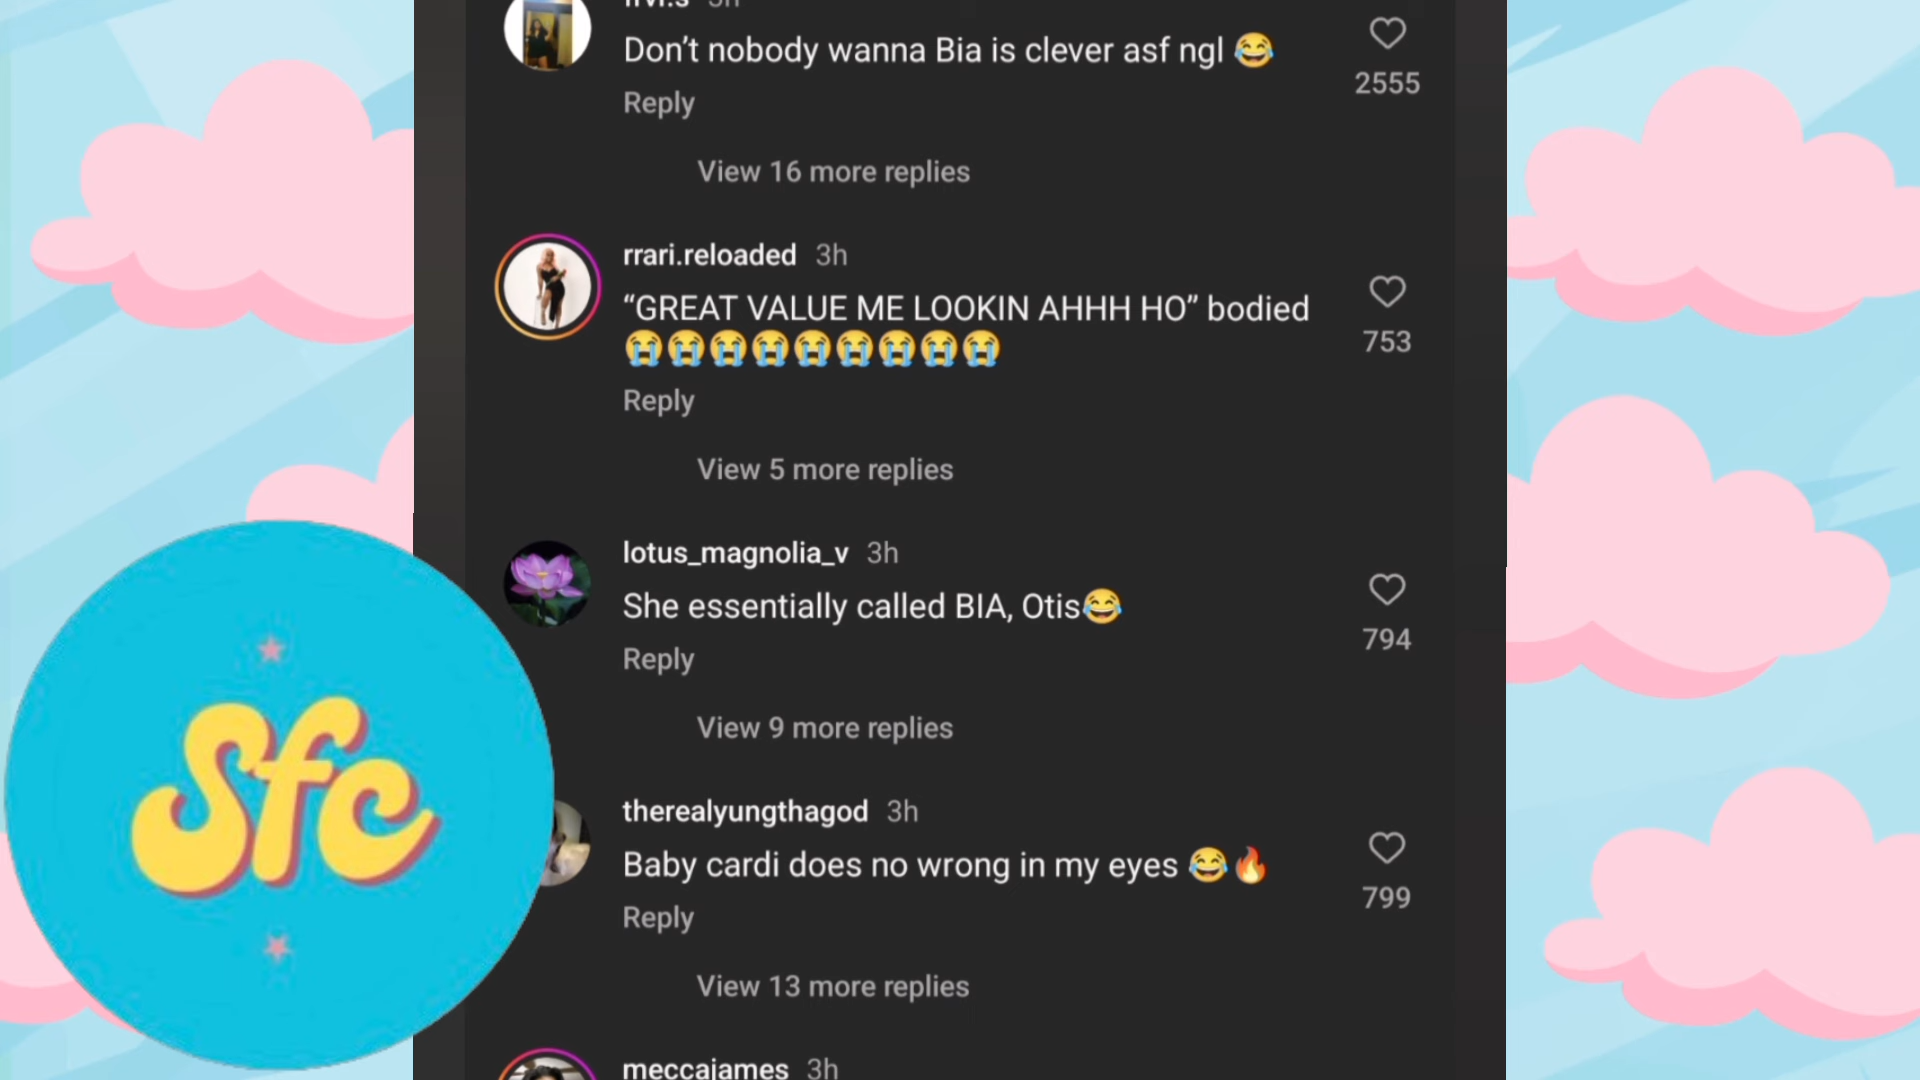 3h
Don’t nobody wanna Bia is clever asf ngl 😂
2555
Reply
View 16 more replies
rrari.reloaded 3h
“GREAT VALUE ME LOOKIN AHHH HO” bodied
😭😭😭😭😭😭😭😭😭
753
Reply
View 5 more replies
lotus_magnolia_v 3h
She essentially called BIA, Otis😂
794
Reply
View 9 more replies
therealyungthagod 3h
Baby cardi does no wrong in my eyes 😂🔥
799
Reply
View 13 more replies
meccajames 3h
Sfc